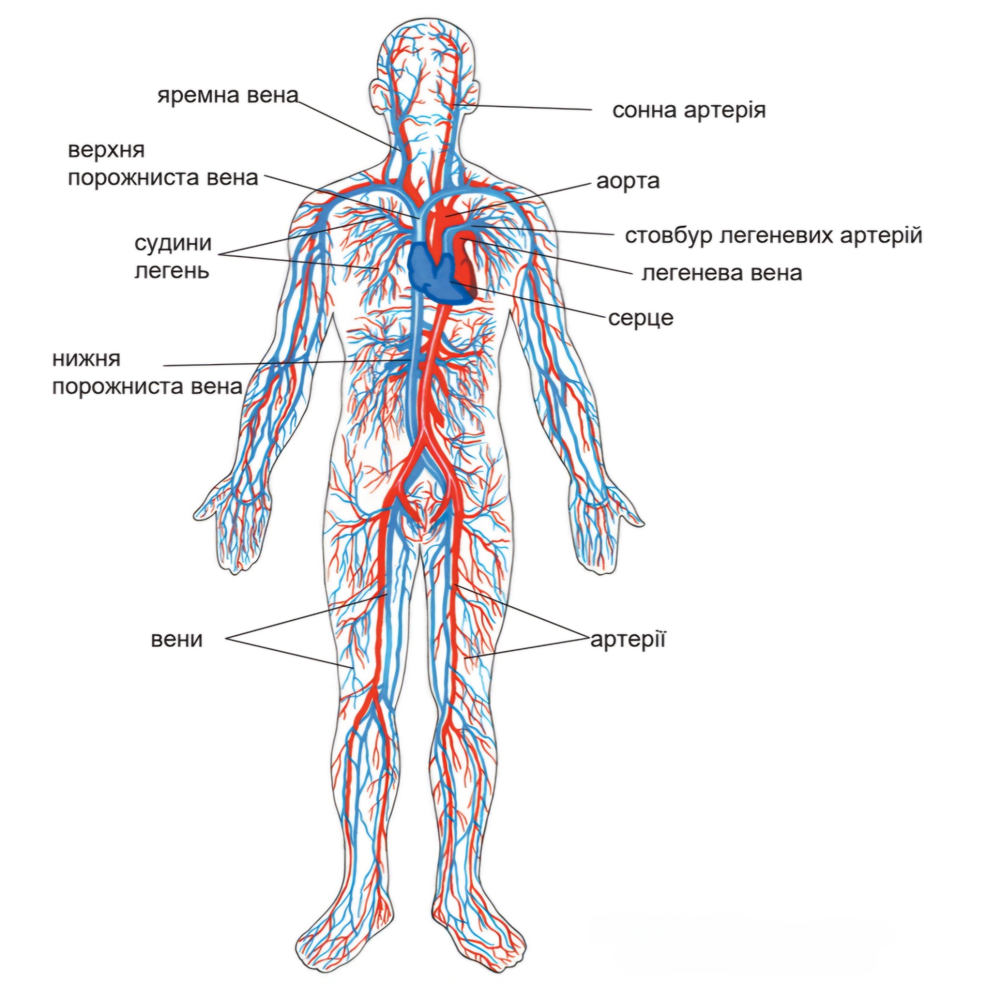 яремна вена
сонна артерія
верхня
порожниста вена
аорта
судини
легень
стовбур легеневих артерій
легенева вена
серце
нижня
порожниста вена
вени
артерії